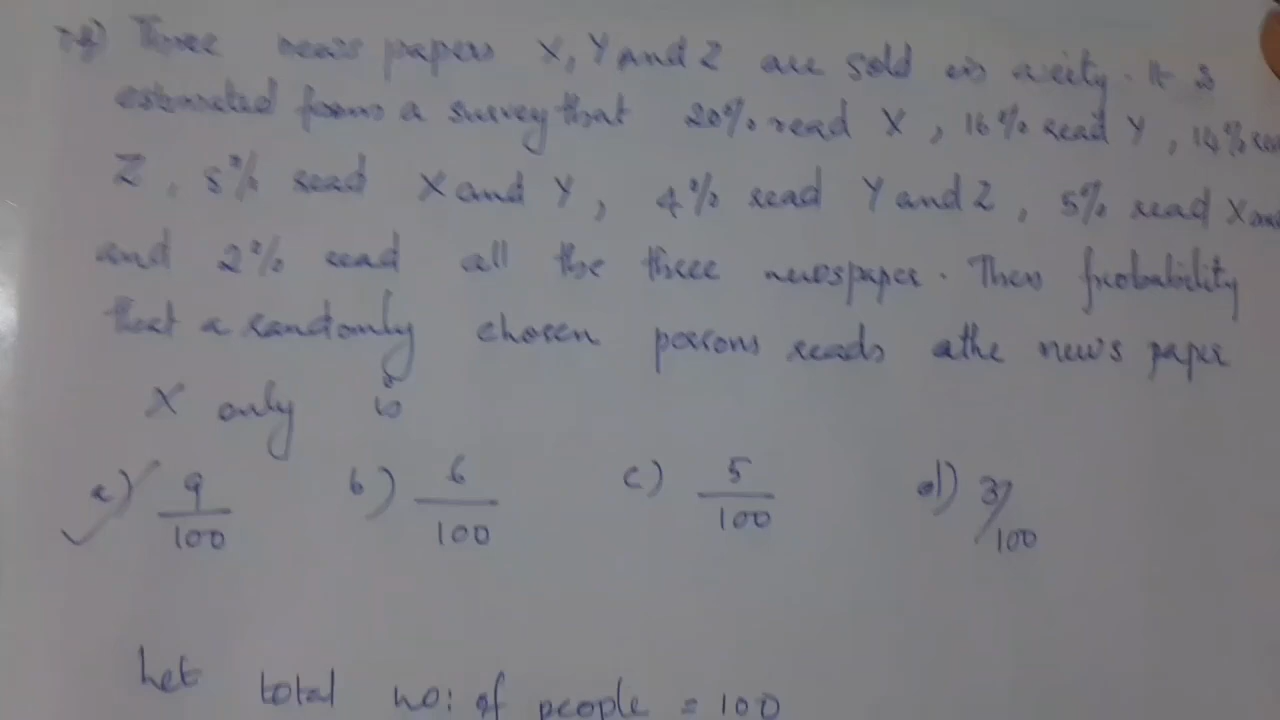 Three news papers X, Y and Z are sold in a city. It is
estimated from a survey that 20% read X, 16% read Y, 14%
Z, 8% read X and Y, 4% read Y and Z, 5% read X
and 2% read all the three newspaper. Then probability
that a randomly chosen persons reads athe news paper
X only is
a) 9/100 b) 6/100 c) 5/100 d) 3/100
Let total no: of people = 100